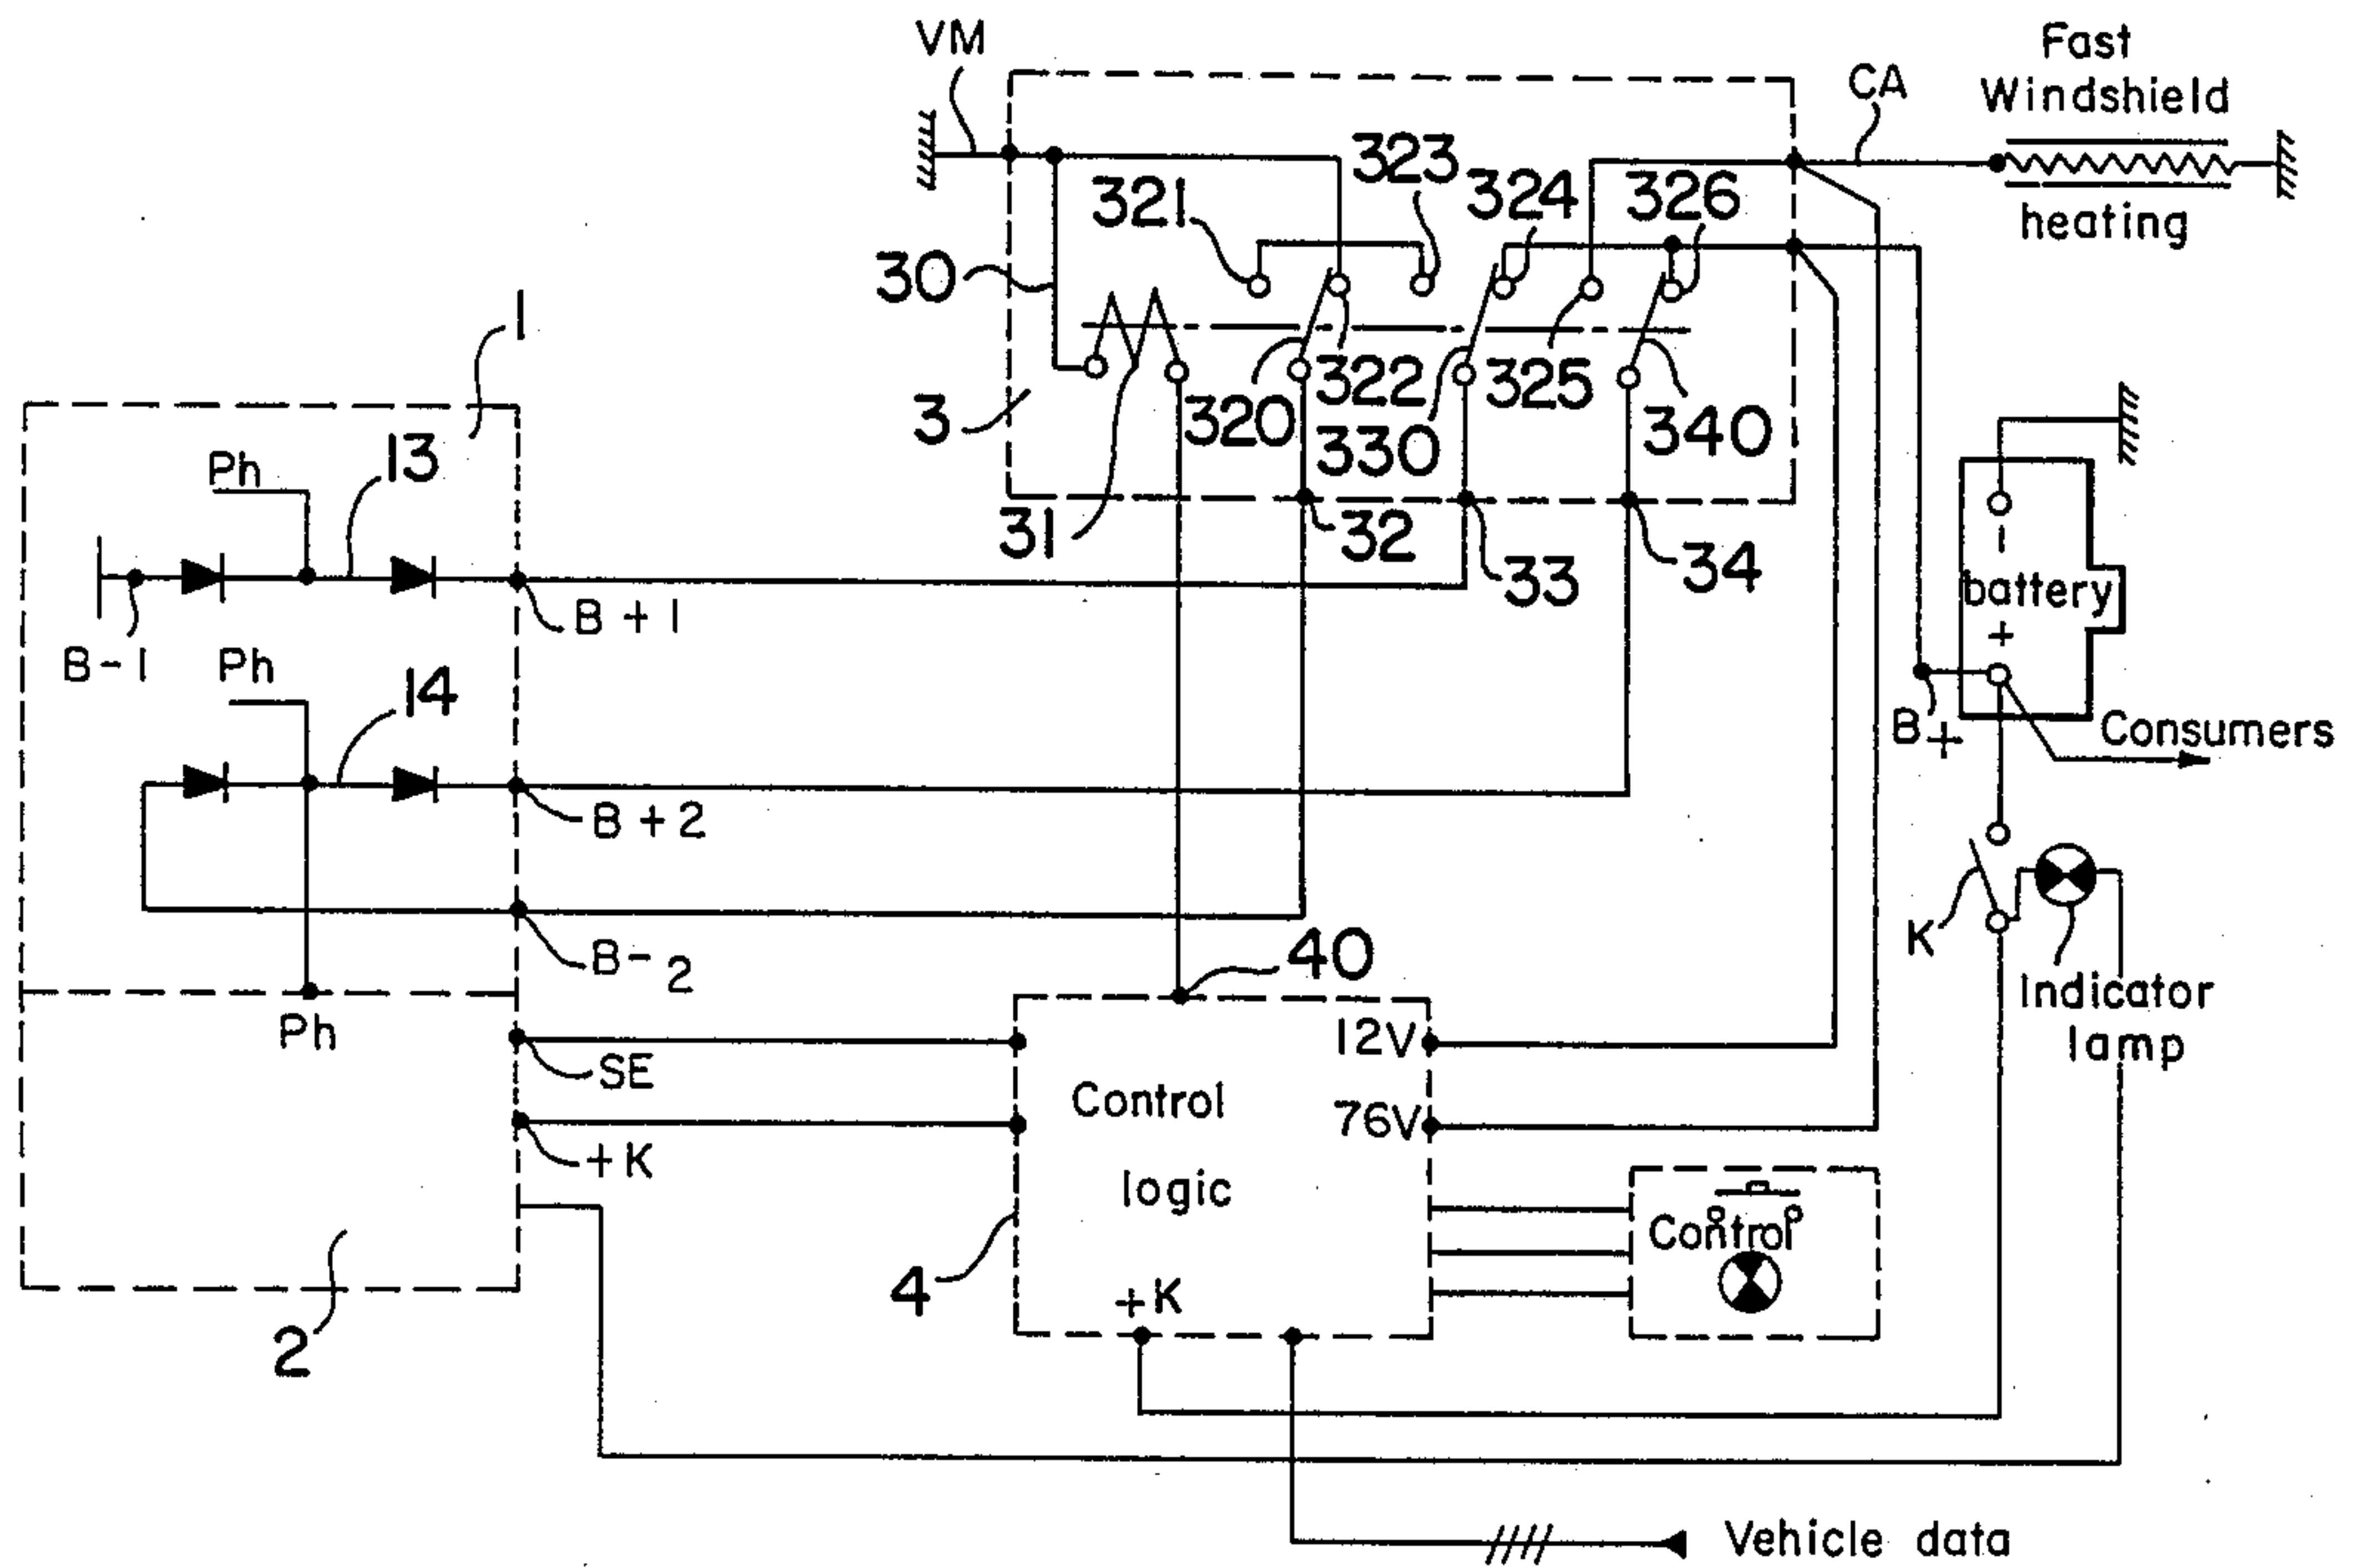 VM
Fast
Windshield
CA
heating
323
321
324
326
30
322
325
3
320
330
340
31
32
33
34
1
Ph
13
B+1
B-1
Ph
14
B+2
B-2
Ph
-
battery
+
B+
Consumers
K
Indicator
lamp
40
12V
SE
Control
76V
+K
logic
Control
4
+K
2
Vehicle data